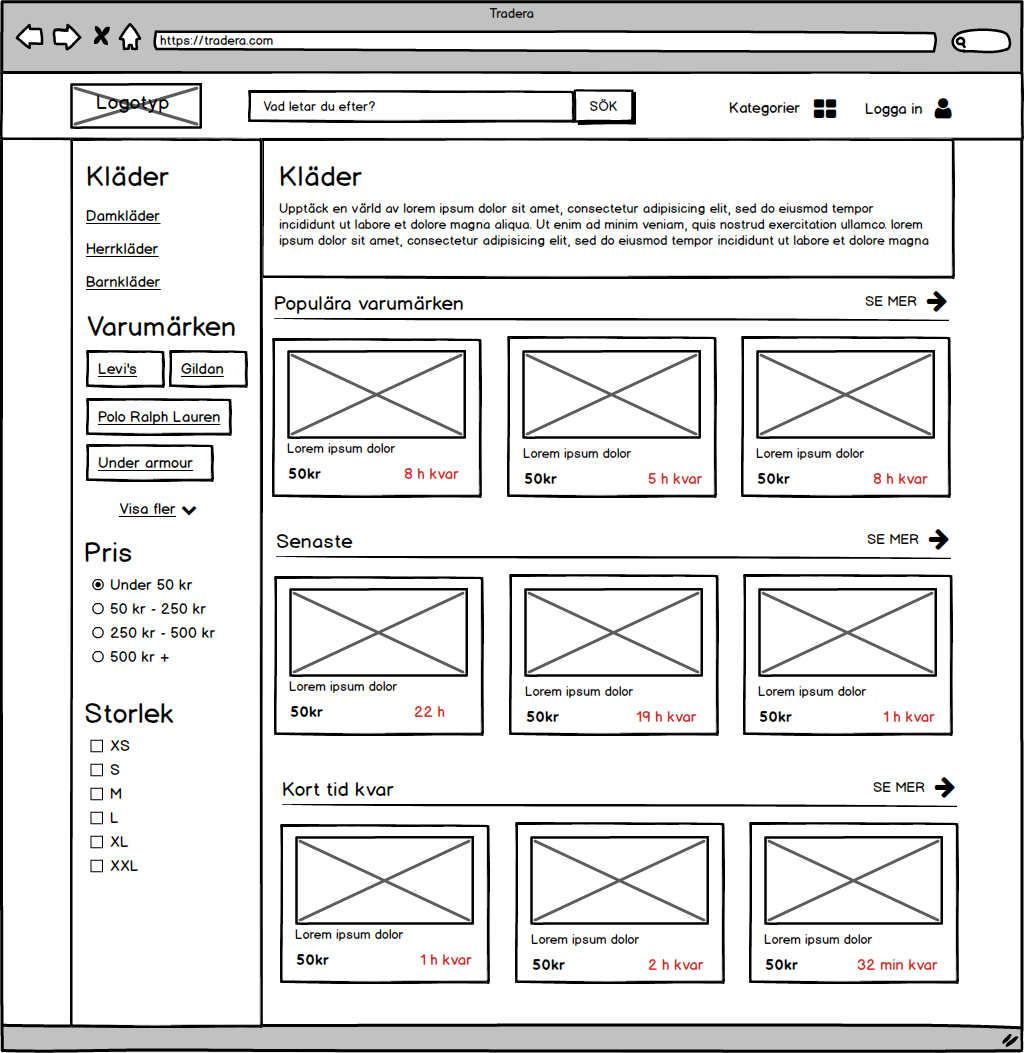 Tradera
https://tradera.com
Logotyp
Vad letar du efter?
SÖK
Kategorier
Logga in
Kläder
Damkläder
Herrkläder
Barnkläder
Varumärken
Levi's
Gildan
Polo Ralph Lauren
Under armour
Visa fler
Pris
Under 50 kr
50 kr - 250 kr
250 kr - 500 kr
500 kr +
Storlek
XS
S
M
L
XL
XXL
Kläder
Upptäck en värld av lorem ipsum dolor sit amet, consectetur adipisicing elit, sed do eiusmod tempor
incididunt ut labore et dolore magna aliqua. Ut enim ad minim veniam, quis nostrud exercitation ullamco. lorem
ipsum dolor sit amet, consectetur adipisicing elit, sed do eiusmod tempor incididunt ut labore et dolore magna
Populära varumärken
SE MER
Lorem ipsum dolor
50kr
8 h kvar
Lorem ipsum dolor
50kr
5 h kvar
Lorem ipsum dolor
50kr
8 h kvar
Senaste
SE MER
Lorem ipsum dolor
50kr
22 h
Lorem ipsum dolor
50kr
19 h kvar
Lorem ipsum dolor
50kr
1 h kvar
Kort tid kvar
SE MER
Lorem ipsum dolor
50kr
1 h kvar
Lorem ipsum dolor
50kr
2 h kvar
Lorem ipsum dolor
50kr
32 min kvar